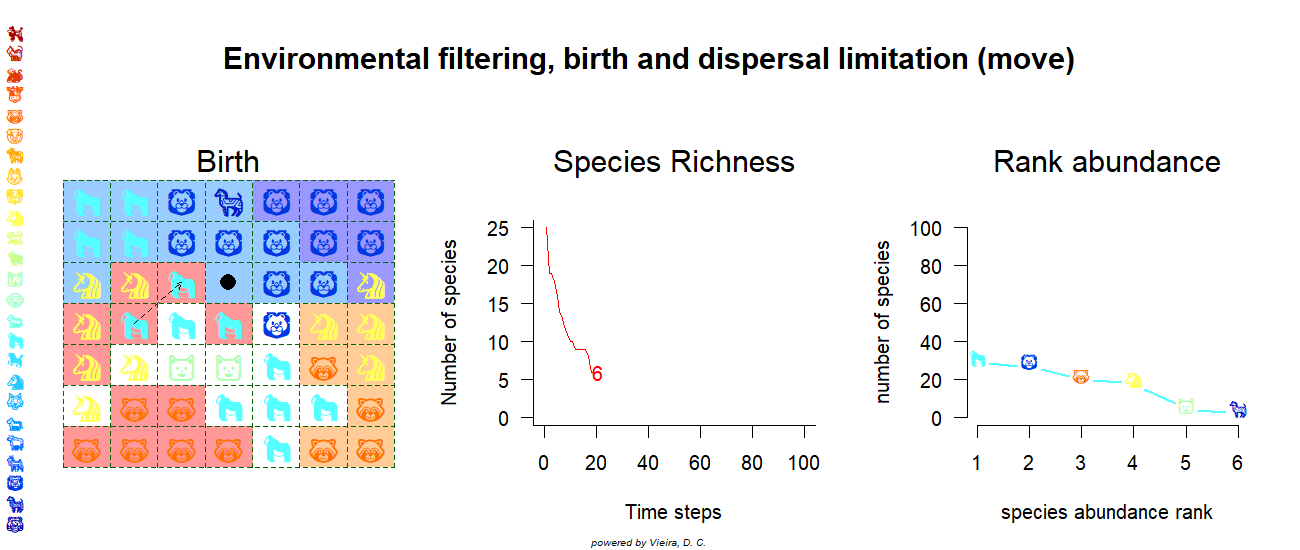 Environmental filtering, birth and dispersal limitation (move)
Birth
Species Richness
Number of species
25
20
15
10
5
0
6
0 20 40 60 80 100
Time steps
Rank abundance
number of species
100
80
60
40
20
0
1 2 3 4 5 6
species abundance rank
powered by Vieira, D. C.